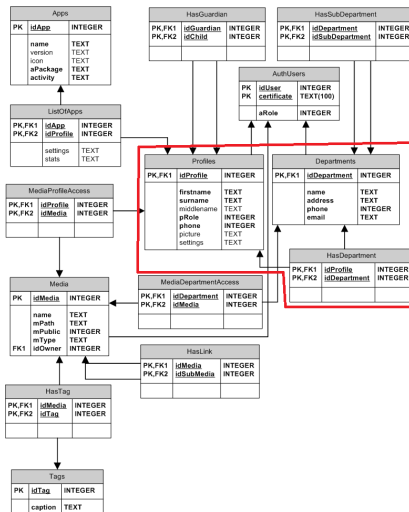 Apps
PK idApp INTEGER
name TEXT
version TEXT
icon TEXT
aPackage TEXT
activity TEXT
HasGuardian
PK,FK1 idGuardian INTEGER
PK,FK2 idChild INTEGER
HasSubDepartment
PK,FK1 idDepartment INTEGER
PK,FK2 idSubDepartment INTEGER
AuthUsers
PK idUser INTEGER
PK certificate TEXT(100)
aRole INTEGER
ListOfApps
PK,FK1 idApp INTEGER
PK,FK2 idProfile INTEGER
settings TEXT
stats TEXT
Profiles
PK,FK1 idProfile INTEGER
firstname TEXT
surname TEXT
middlename TEXT
pRole INTEGER
phone INTEGER
picture TEXT
settings TEXT
Departments
PK,FK1 idDepartment INTEGER
name TEXT
address TEXT
phone INTEGER
email TEXT
MediaProfileAccess
PK,FK1 idProfile INTEGER
PK,FK2 idMedia INTEGER
HasDepartment
PK,FK1 idProfile INTEGER
PK,FK2 idDepartment INTEGER
Media
PK idMedia INTEGER
name TEXT
mPath TEXT
mPublic INTEGER
mType TEXT
FK1 idOwner INTEGER
MediaDepartmentAccess
PK,FK1 idDepartment INTEGER
PK,FK2 idMedia INTEGER
HasLink
PK,FK1 idMedia INTEGER
PK,FK2 idSubMedia INTEGER
HasTag
PK,FK1 idMedia INTEGER
PK,FK2 idTag INTEGER
Tags
PK idTag INTEGER
caption TEXT